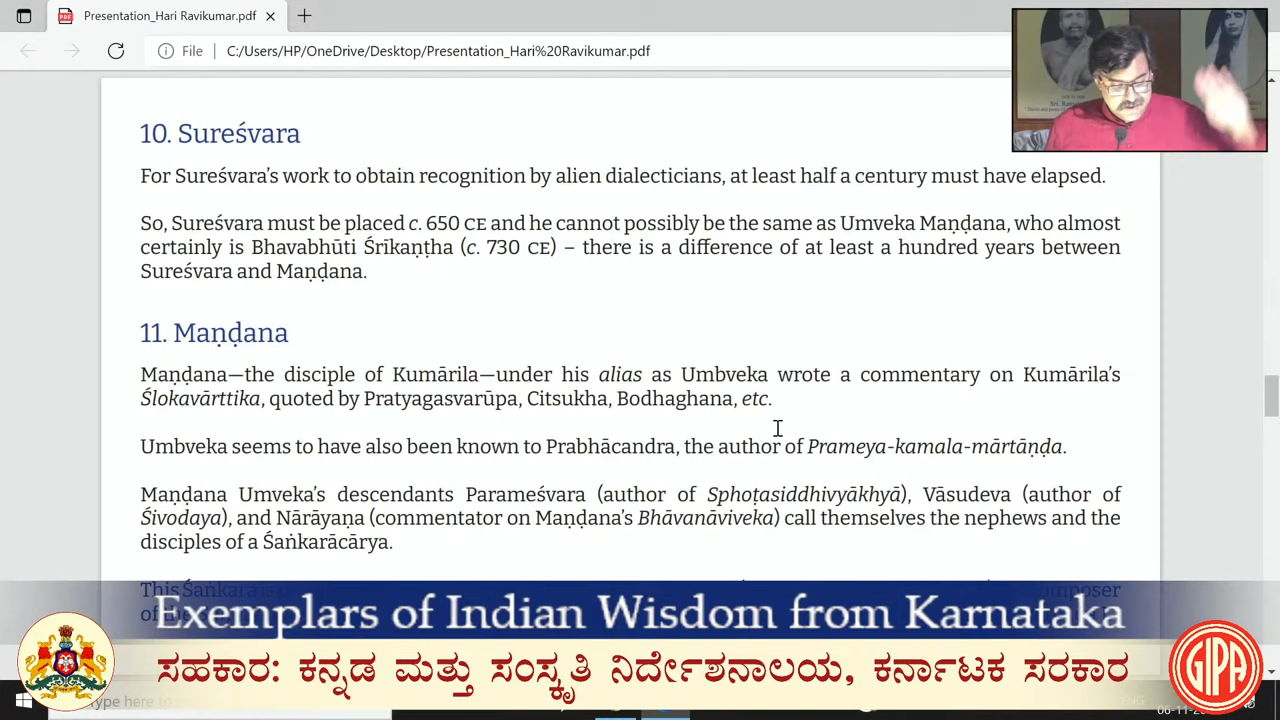 Presentation_Hari Ravikumar.pdf
File
C:/Users/HP/OneDrive/Desktop/Presentation_Hari%20Ravikumar.pdf
10. Sureśvara
For Sureśvara's work to obtain recognition by alien dialecticians, at least half a century must have elapsed.
So, Sureśvara must be placed c. 650 CE and he cannot possibly be the same as Umveka Maṇḍana, who almost
certainly is Bhavabhūti Śrīkaṇṭha (c. 730 CE) – there is a difference of at least a hundred years between
Sureśvara and Maṇḍana.
11. Maṇḍana
Maṇḍana—the disciple of Kumārila—under his alias as Umbveka wrote a commentary on Kumārila's
Ślokavārttika, quoted by Pratyagasvarūpa, Citsukha, Bodhaghana, etc.
Umbveka seems to have also been known to Prabhācandra, the author of Prameya-kamala-mārtāṇḍa.
Maṇḍana Umveka's descendants Parameśvara (author of Sphoṭasiddhivyākhyā), Vāsudeva (author of
Śivodaya), and Nārāyaṇa (commentator on Maṇḍana's Bhāvanāviveka) call themselves the nephews and the
disciples of a Śaṅkarācārya.
This Śaṅkara is
Exemplars of Indian Wisdom from Karnataka
ಸಹಕಾರ: ಕನ್ನಡ ಮತ್ತು ಸಂಸ್ಕೃತಿ ನಿರ್ದೇಶನಾಲಯ, ಕರ್ನಾಟಕ ಸರಕಾರ
GIPA
Type here to